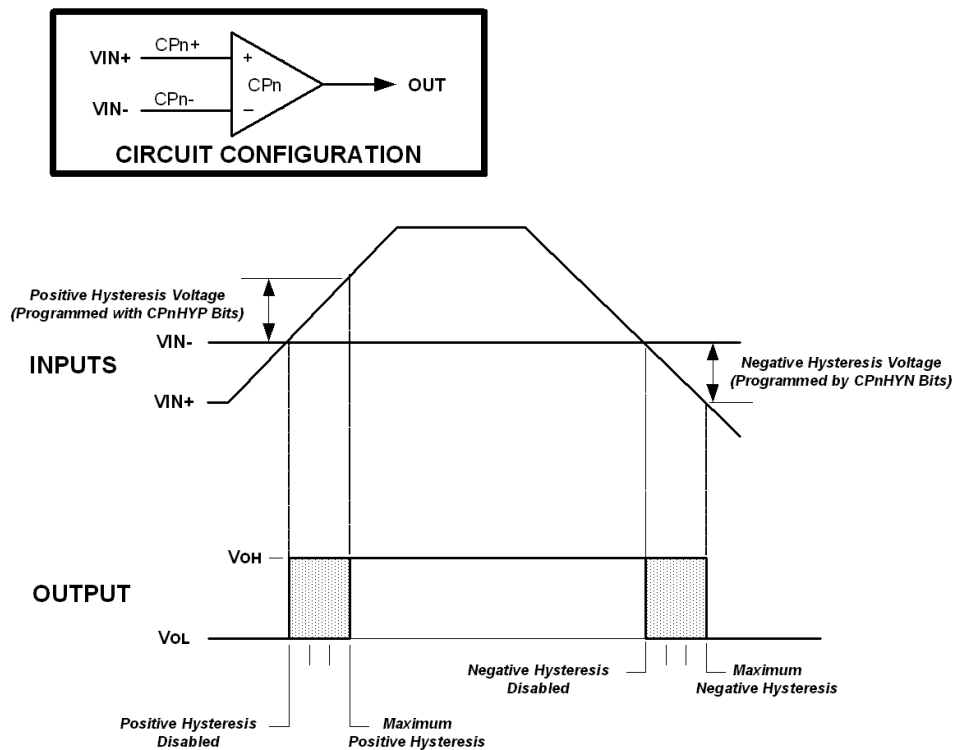 VIN+
CPn+
+
CPn
OUT
VIN-
CPn-
–
CIRCUIT CONFIGURATION
Positive Hysteresis Voltage
(Programmed with CPnHYP Bits)
VIN-
INPUTS
VIN+
Negative Hysteresis Voltage
(Programmed by CPnHYN Bits)
VOH
OUTPUT
VOL
Negative Hysteresis
Disabled
Maximum
Negative Hysteresis
Positive Hysteresis
Disabled
Maximum
Positive Hysteresis